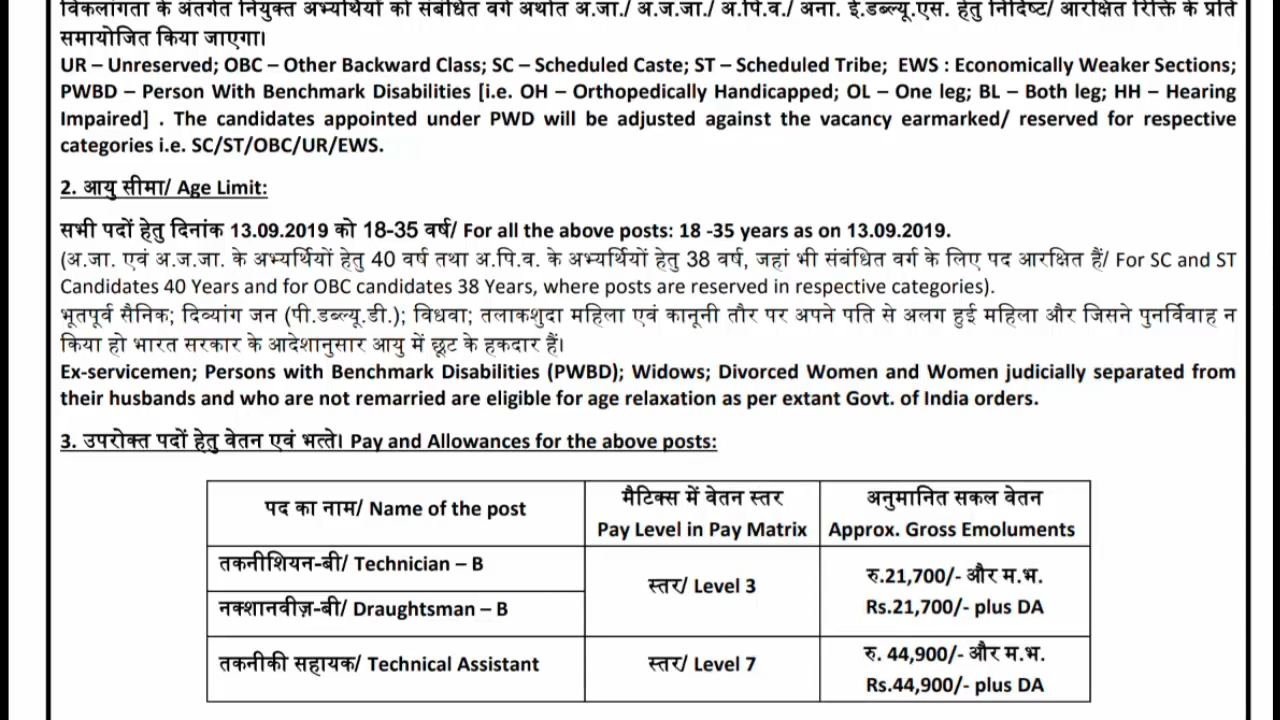 विकलांगता के अंतर्गत नियुक्त अभ्यर्थियों को संबंधित वर्ग अर्थात अ.जा./ अ.ज.जा./ अ.पि.व./ अना. ई.डब्ल्यू.एस. हेतु निर्दिष्ट/ आरक्षित रिक्ति के प्रति
समायोजित किया जाएगा।
UR – Unreserved; OBC – Other Backward Class; SC – Scheduled Caste; ST – Scheduled Tribe; EWS : Economically Weaker Sections;
PWBD – Person With Benchmark Disabilities [i.e. OH – Orthopedically Handicapped; OL – One leg; BL – Both leg; HH – Hearing
Impaired] . The candidates appointed under PWD will be adjusted against the vacancy earmarked/ reserved for respective
categories i.e. SC/ST/OBC/UR/EWS.
2. आयु सीमा/ Age Limit:
सभी पदों हेतु दिनांक 13.09.2019 को 18-35 वर्ष/ For all the above posts: 18 -35 years as on 13.09.2019.
(अ.जा. एवं अ.ज.जा. के अभ्यर्थियों हेतु 40 वर्ष तथा अ.पि.व. के अभ्यर्थियों हेतु 38 वर्ष, जहां भी संबंधित वर्ग के लिए पद आरक्षित हैं/ For SC and ST
Candidates 40 Years and for OBC candidates 38 Years, where posts are reserved in respective categories).
भूतपूर्व सैनिक; दिव्यांग जन (पी.डब्ल्यू.डी.); विधवा; तलाकशुदा महिला एवं कानूनी तौर पर अपने पति से अलग हुई महिला और जिसने पुनर्विवाह न
किया हो भारत सरकार के आदेशानुसार आयु में छूट के हकदार हैं।
Ex-servicemen; Persons with Benchmark Disabilities (PWBD); Widows; Divorced Women and Women judicially separated from
their husbands and who are not remarried are eligible for age relaxation as per extant Govt. of India orders.
3. उपरोक्त पदों हेतु वेतन एवं भत्ते। Pay and Allowances for the above posts:
पद का नाम/ Name of the post
मैटिक्स में वेतन स्तर
Pay Level in Pay Matrix
अनुमानित सकल वेतन
Approx. Gross Emoluments
तकनीशियन-बी/ Technician – B
नक्शानवीज़-बी/ Draughtsman – B
स्तर/ Level 3
रु.21,700/- और म.भ.
Rs.21,700/- plus DA
तकनीकी सहायक/ Technical Assistant
स्तर/ Level 7
रु. 44,900/- और म.भ.
Rs.44,900/- plus DA